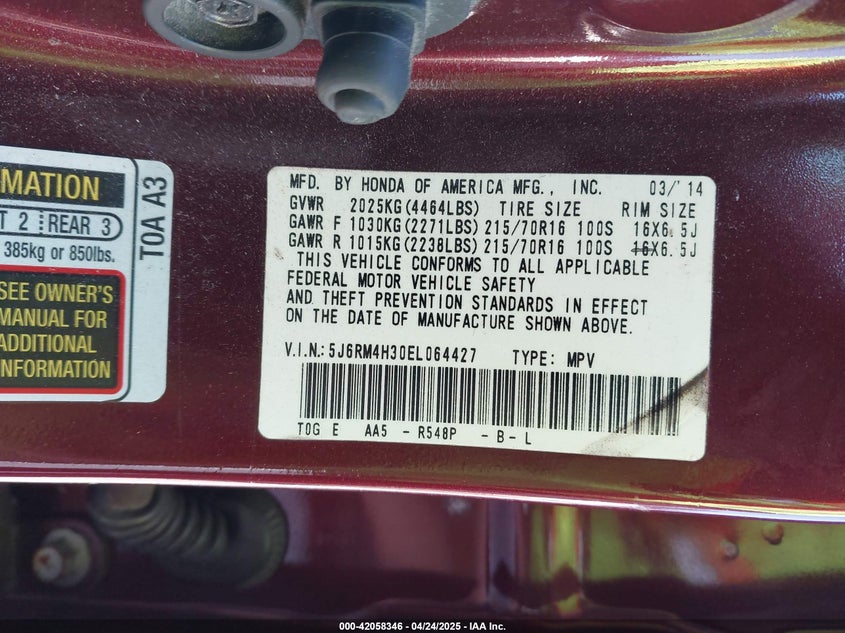 MATION
T 2 REAR 3
385kg or 850lbs.
SEE OWNER'S
MANUAL FOR
ADDITIONAL
INFORMATION
T0A A3
MFD. BY HONDA OF AMERICA MFG., INC. 03/'14
GVWR 2025KG(4464LBS) TIRE SIZE RIM SIZE
GAWR F 1030KG(2271LBS) 215/70R16 100S 16X6.5J
GAWR R 1015KG(2238LBS) 215/70R16 100S 16X6.5J
THIS VEHICLE CONFORMS TO ALL APPLICABLE
FEDERAL MOTOR VEHICLE SAFETY
AND THEFT PREVENTION STANDARDS IN EFFECT
ON THE DATE OF MANUFACTURE SHOWN ABOVE.
V.I.N.: 5J6RM4H30EL064427 TYPE: MPV
T0G E AA5 - R548P - B - L
000-42058346 - 04/24/2025 - IAA Inc.